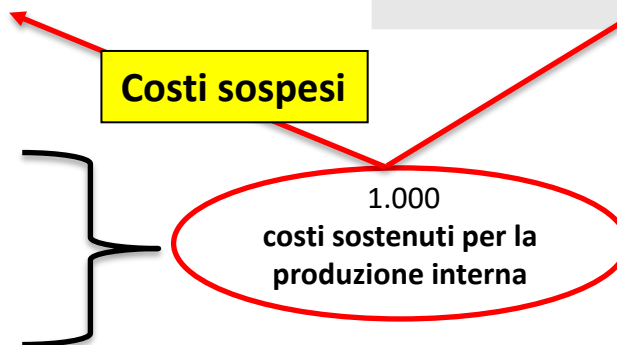 Costi sospesi
1.000
costi sostenuti per la
produzione interna